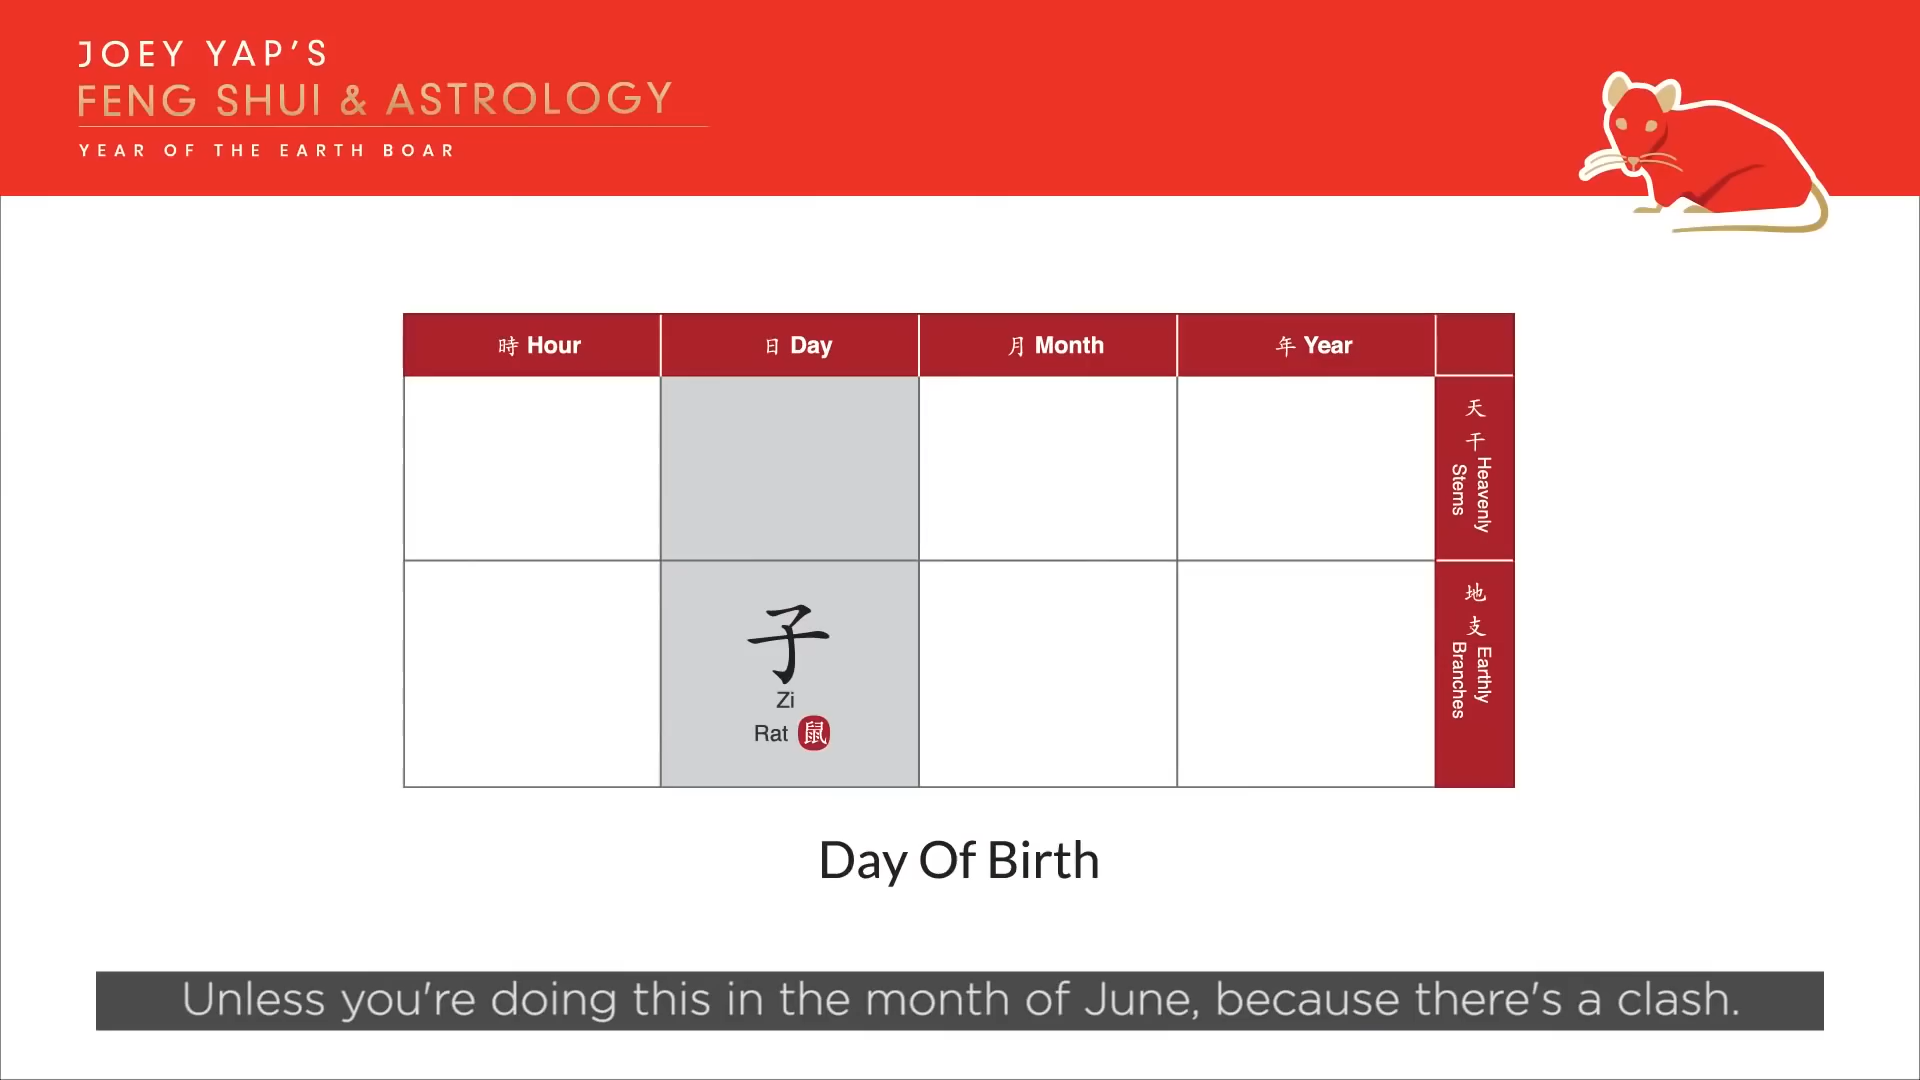 JOEY YAP'S
FENG SHUI & ASTROLOGY
YEAR OF THE EARTH BOAR
時 Hour
日 Day
月 Month
年 Year
天干 Heavenly Stems
子
Zi
Rat 鼠
地支 Earthly Branches
Day Of Birth
Unless you're doing this in the month of June, because there's a clash.